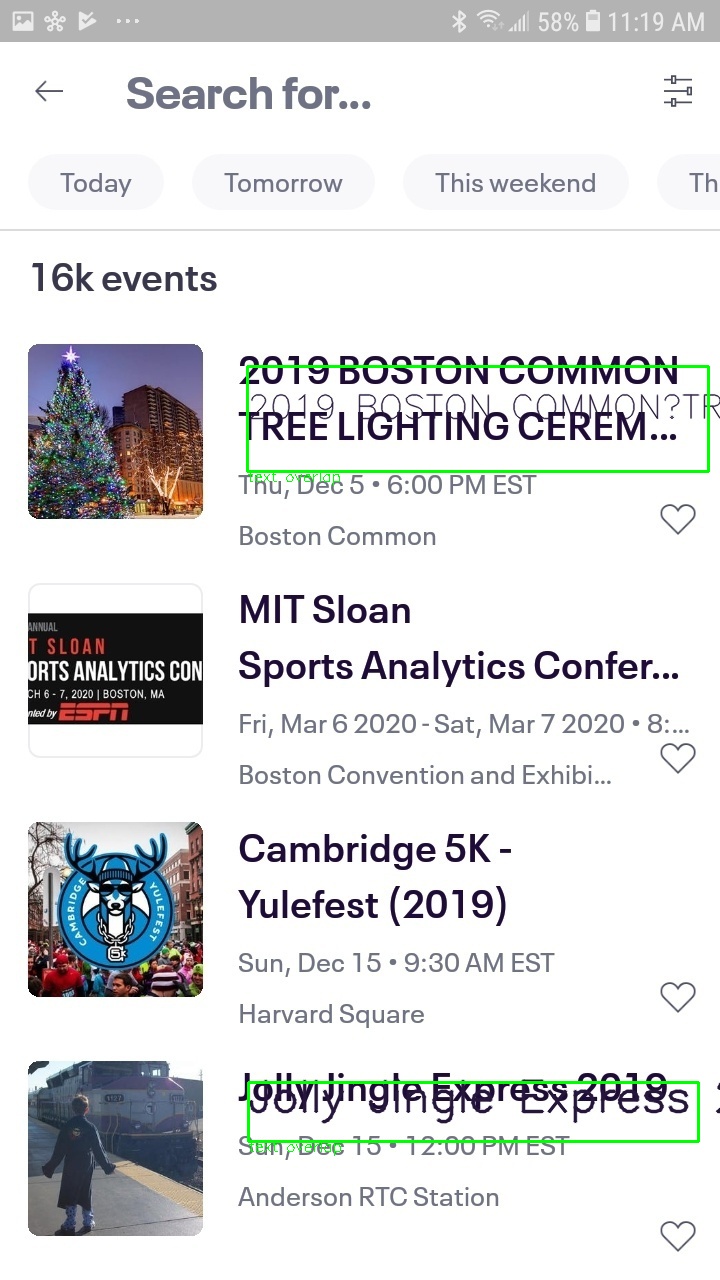 58% 11:19 AM
Search for...
Today Tomorrow This weekend Th
16k events
2019 BOSTON COMMON
2019 BOSTON COMMON?TR
TREE LIGHTING CEREM...
text overlap
Thu, Dec 5 • 6:00 PM EST
Boston Common
ANNUAL
T SLOAN
ORTS ANALYTICS CON
CH 6 - 7, 2020 | BOSTON, MA
nted by ESPN
MIT Sloan
Sports Analytics Confer...
Fri, Mar 6 2020 - Sat, Mar 7 2020 • 8:...
Boston Convention and Exhibi...
CAMBRIDGE YULEFEST
5K
Cambridge 5K -
Yulefest (2019)
Sun, Dec 15 • 9:30 AM EST
Harvard Square
Jolly Jingle Express 2019
Jolly Jingle Express 2
text overlap
Sun, Dec 15 • 12:00 PM EST
Anderson RTC Station